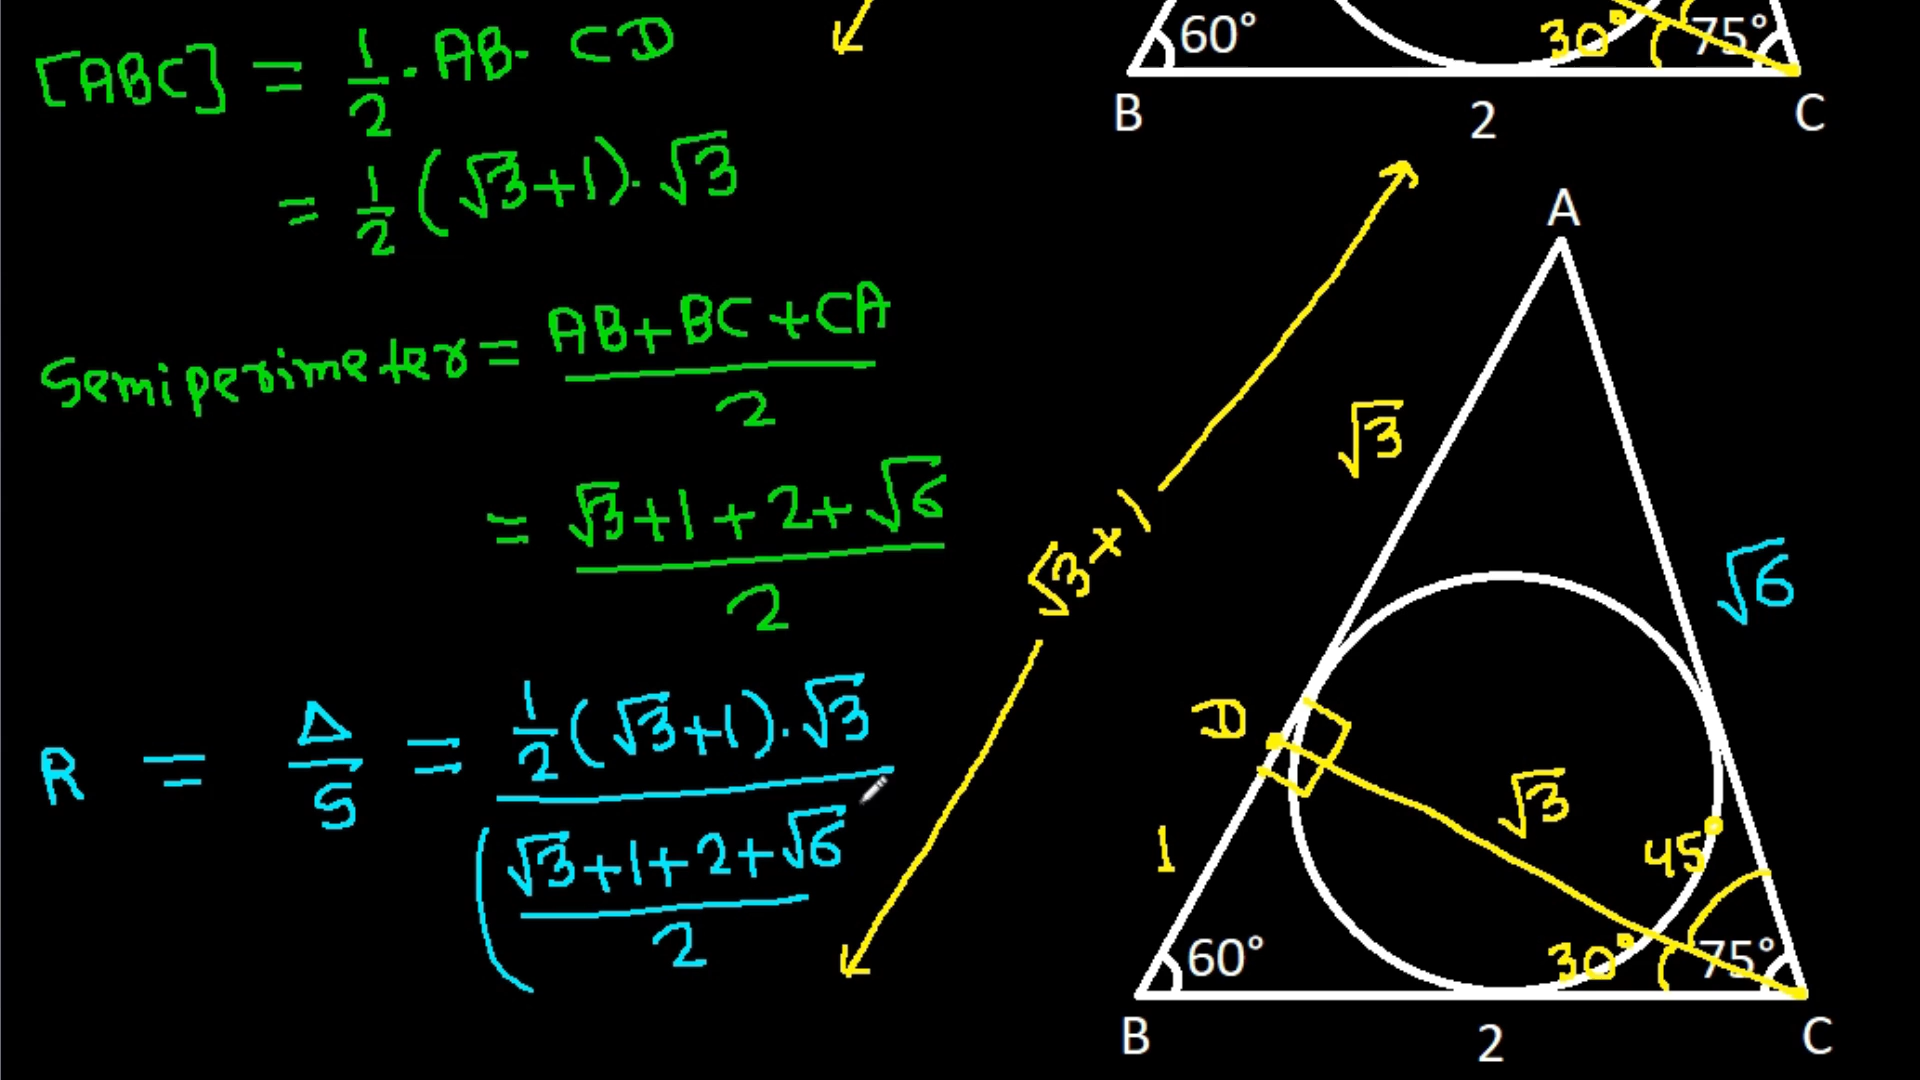 [ABC] = 1/2 · AB · CD
= 1/2 (√3+1) · √3
Semiperimeter = AB+BC+CA / 2
= √3+1+2+√6 / 2
R = Δ/S = 1/2 (√3+1) · √3 / (√3+1+2+√6 / 2
60°
30°
75°
B
2
C
A
√3
√3+1
√6
D
√3
1
45
60°
30°
75°
B
2
C